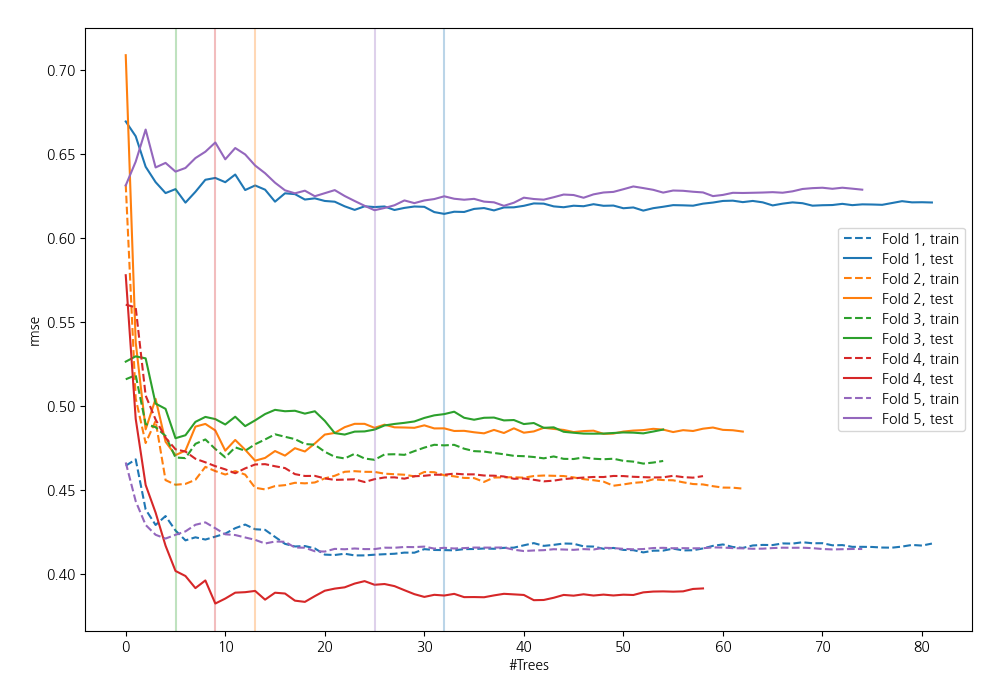 0.70
0.65
0.60
0.55
0.50
0.45
0.40
rmse
0 10 20 30 40 50 60 70 80
#Trees
Fold 1, train
Fold 1, test
Fold 2, train
Fold 2, test
Fold 3, train
Fold 3, test
Fold 4, train
Fold 4, test
Fold 5, train
Fold 5, test